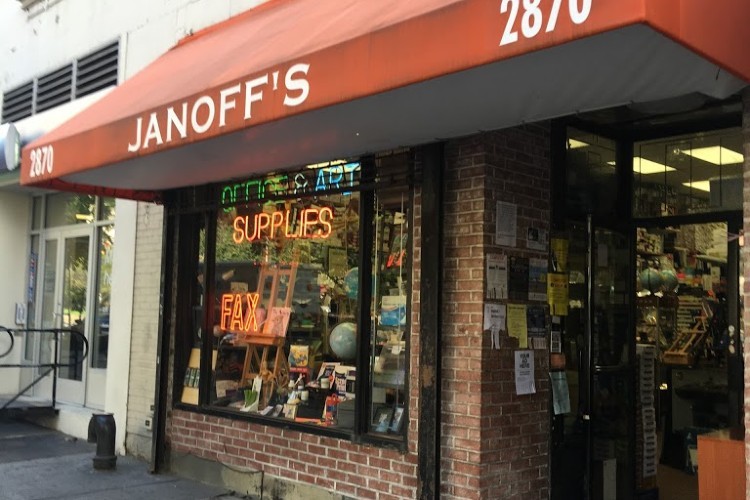 2870
JANOFF'S
2870
OFFICE & ART
SUPPLIES
FAX